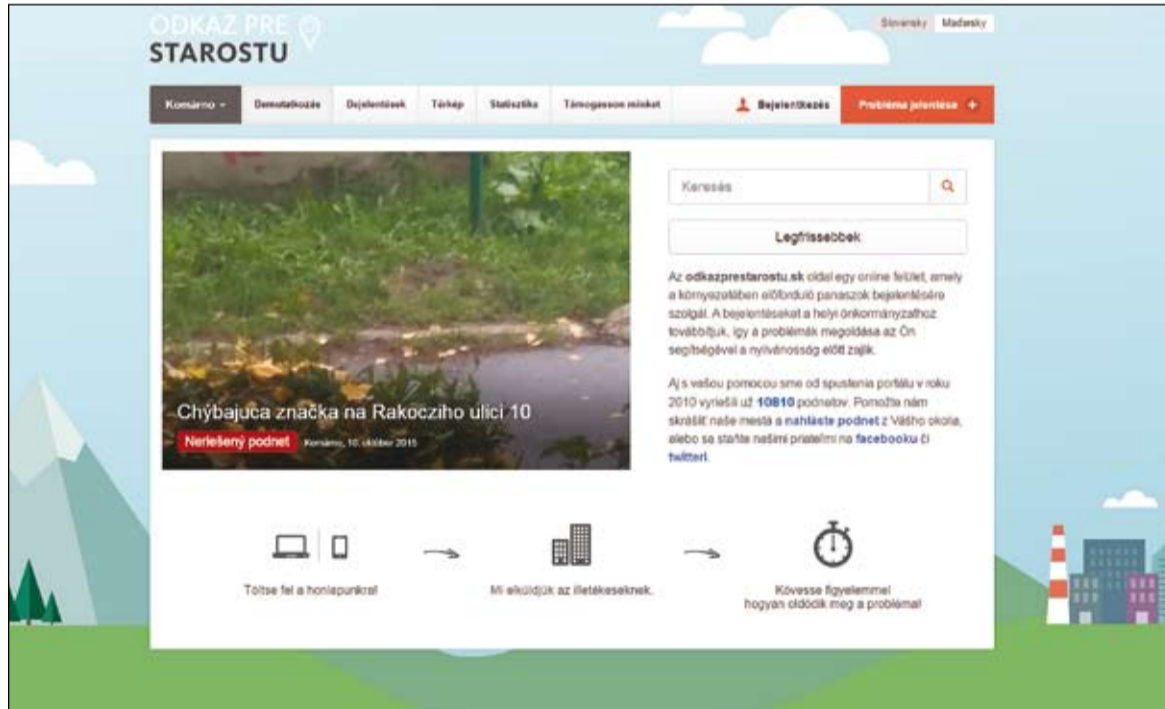 ODKAZ PRE
STAROSTU
Slovensky Maďarsky
Komárno Bemutatkozás Bejelentések Térkép Statisztika Támogasson minket Bejelentkezés Probléma jelentése +
Keresés
Legfrissebbek
Az odkazprestarostu.sk oldal egy online felület, amely
a környezetében előforduló panaszok bejelentésére
szolgál. A bejelentéseket a helyi önkormányzathoz
továbbítjuk, így a problémák megoldása az Ön
segítségével a nyilvánosság előtt zajlik.
Aj s vašou pomocou sme od spustenia portálu v roku
2010 vyriešili už 10810 podnetov. Pomožte nám
skrášliť naše mestá a nahláste podnet z Vášho okolia,
alebo sa staňte našimi priateľmi na facebooku či
twitteri.
Chýbajuca značka na Rakocziho ulici 10
Neriešený podnet Komárno, 10. október 2015
Töltse fel a honlapunkra!
Mi elküldjük az illetékeseknek.
Kövesse figyelemmel
hogyan oldódik meg a probléma!